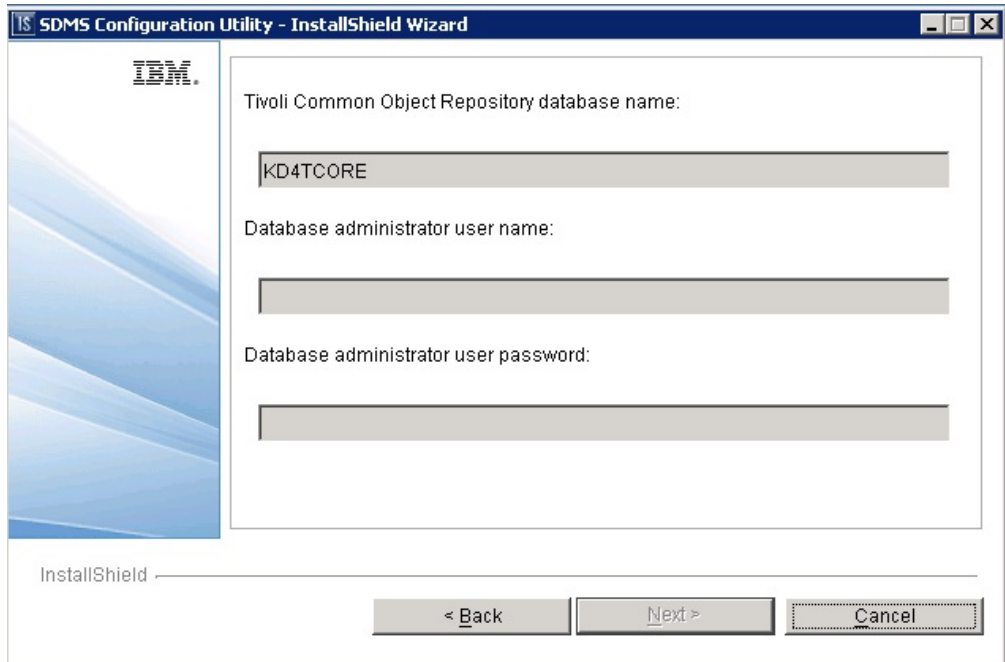 IS SDMS Configuration Utility - InstallShield Wizard
IBM.
Tivoli Common Object Repository database name:
KD4TCORE
Database administrator user name:
Database administrator user password:
InstallShield
< Back
Next >
Cancel